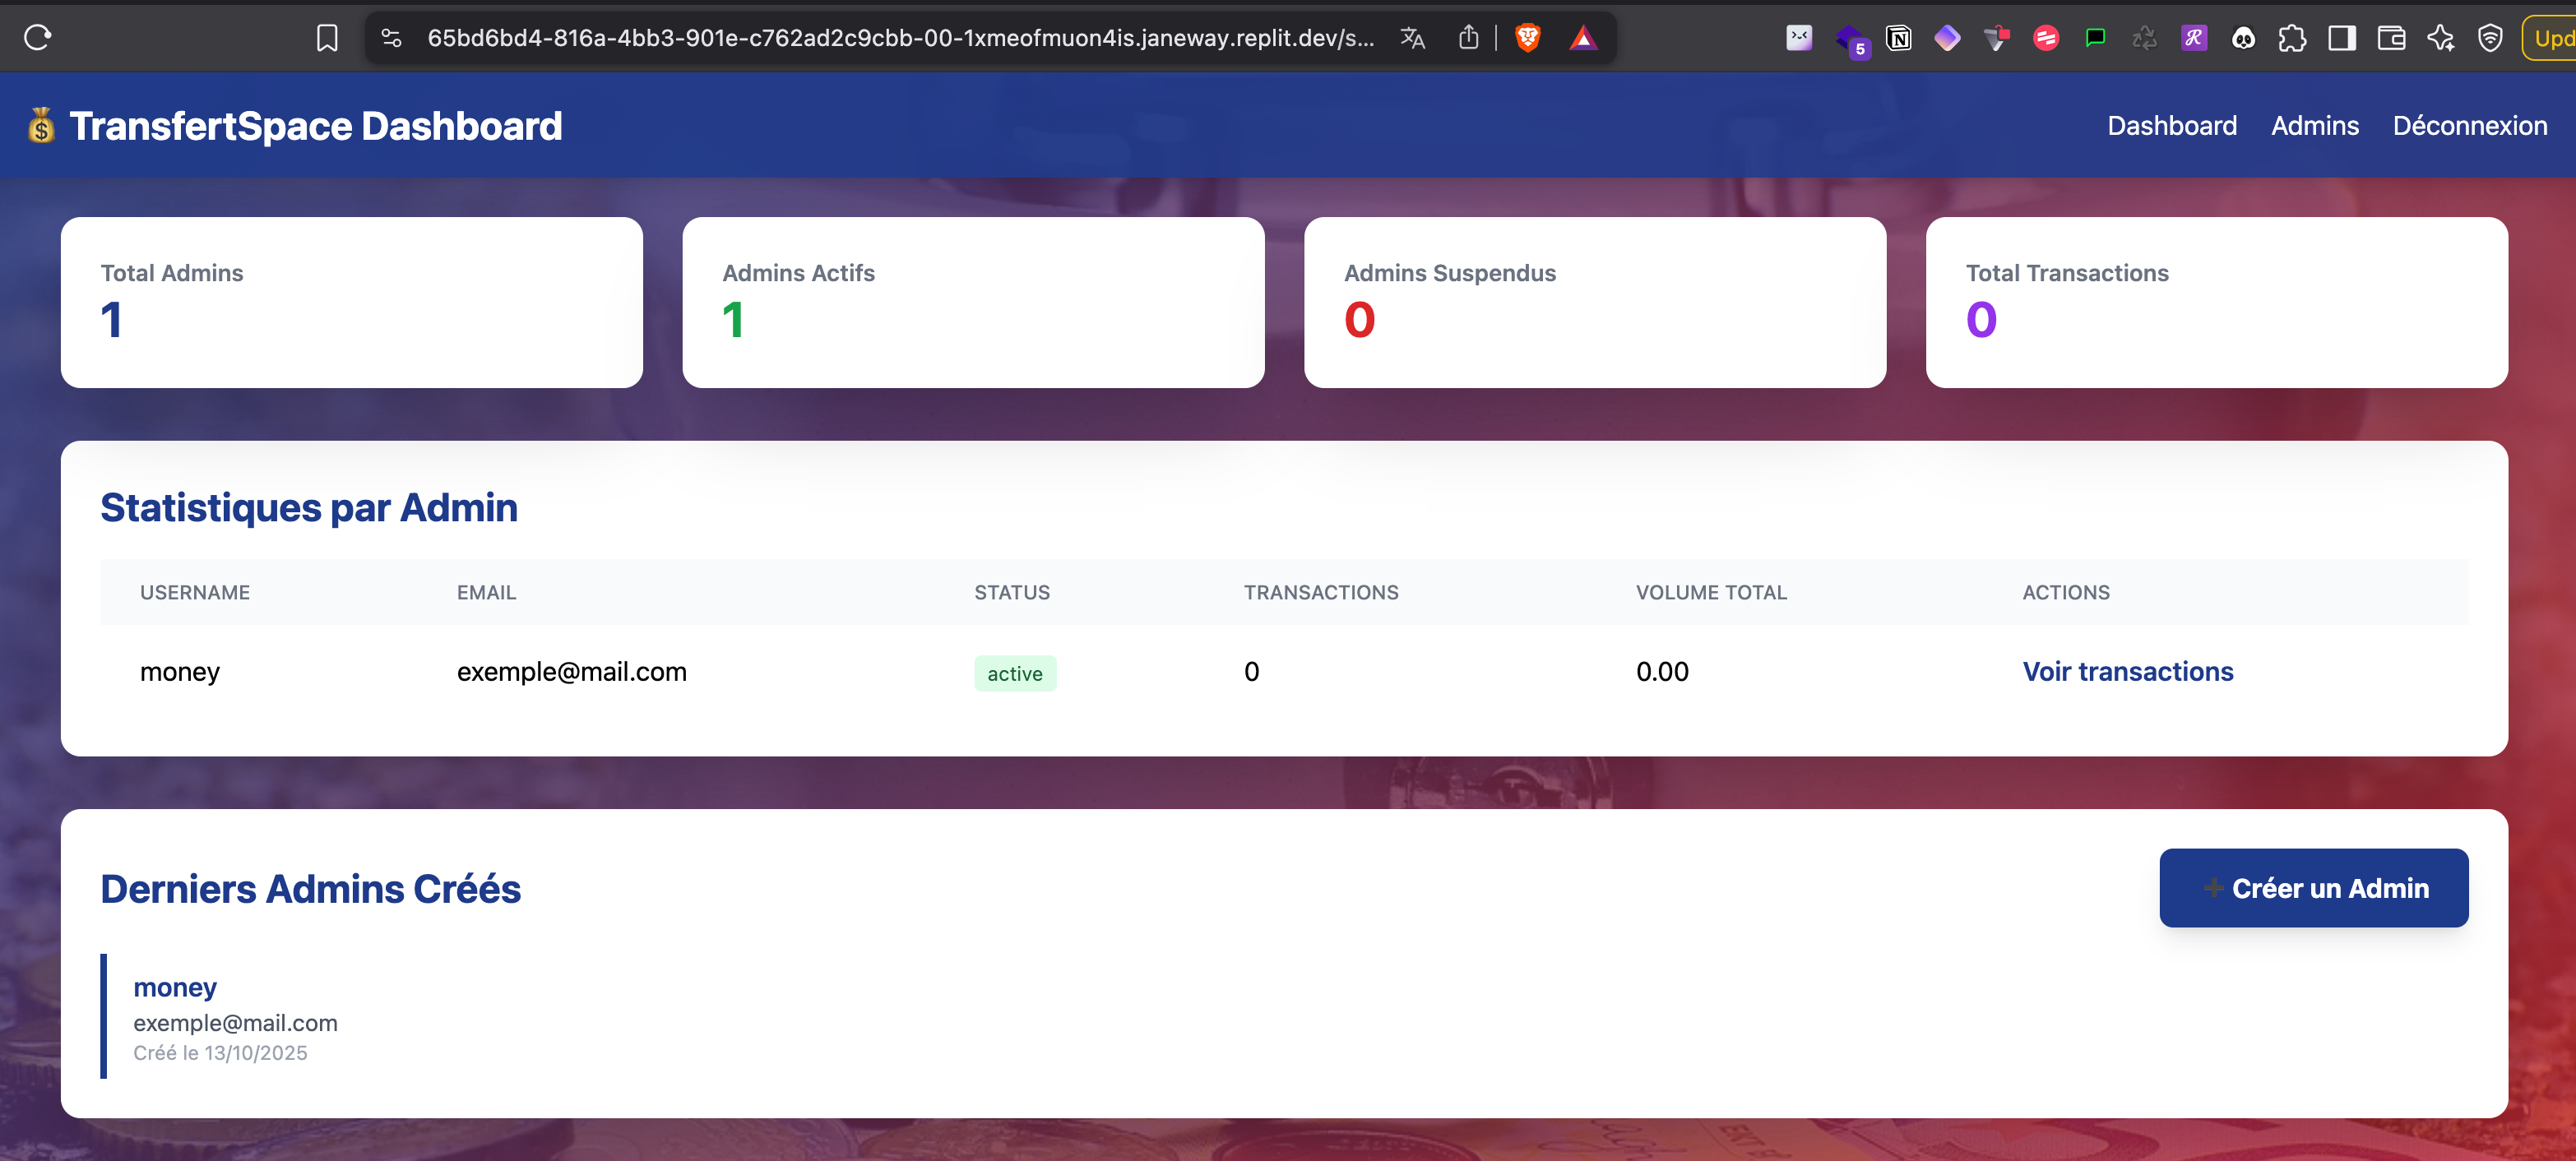 65bd6bd4-816a-4bb3-901e-c762ad2c9cbb-00-1xmeofmuon4is.janeway.replit.dev/s...
5
Upd
TransfertSpace Dashboard
Dashboard Admins Déconnexion
Total Admins
1
Admins Actifs
1
Admins Suspendus
0
Total Transactions
0
Statistiques par Admin
USERNAME EMAIL STATUS TRANSACTIONS VOLUME TOTAL ACTIONS
money exemple@mail.com active 0 0.00 Voir transactions
Derniers Admins Créés
➕ Créer un Admin
money
exemple@mail.com
Créé le 13/10/2025